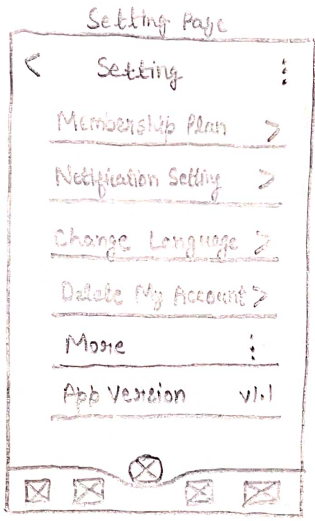 Setting Page
< Setting ⋮
Membership Plan >
Notification Setting >
Change Language >
Delete My Account >
More ⋮
App Version v1.1